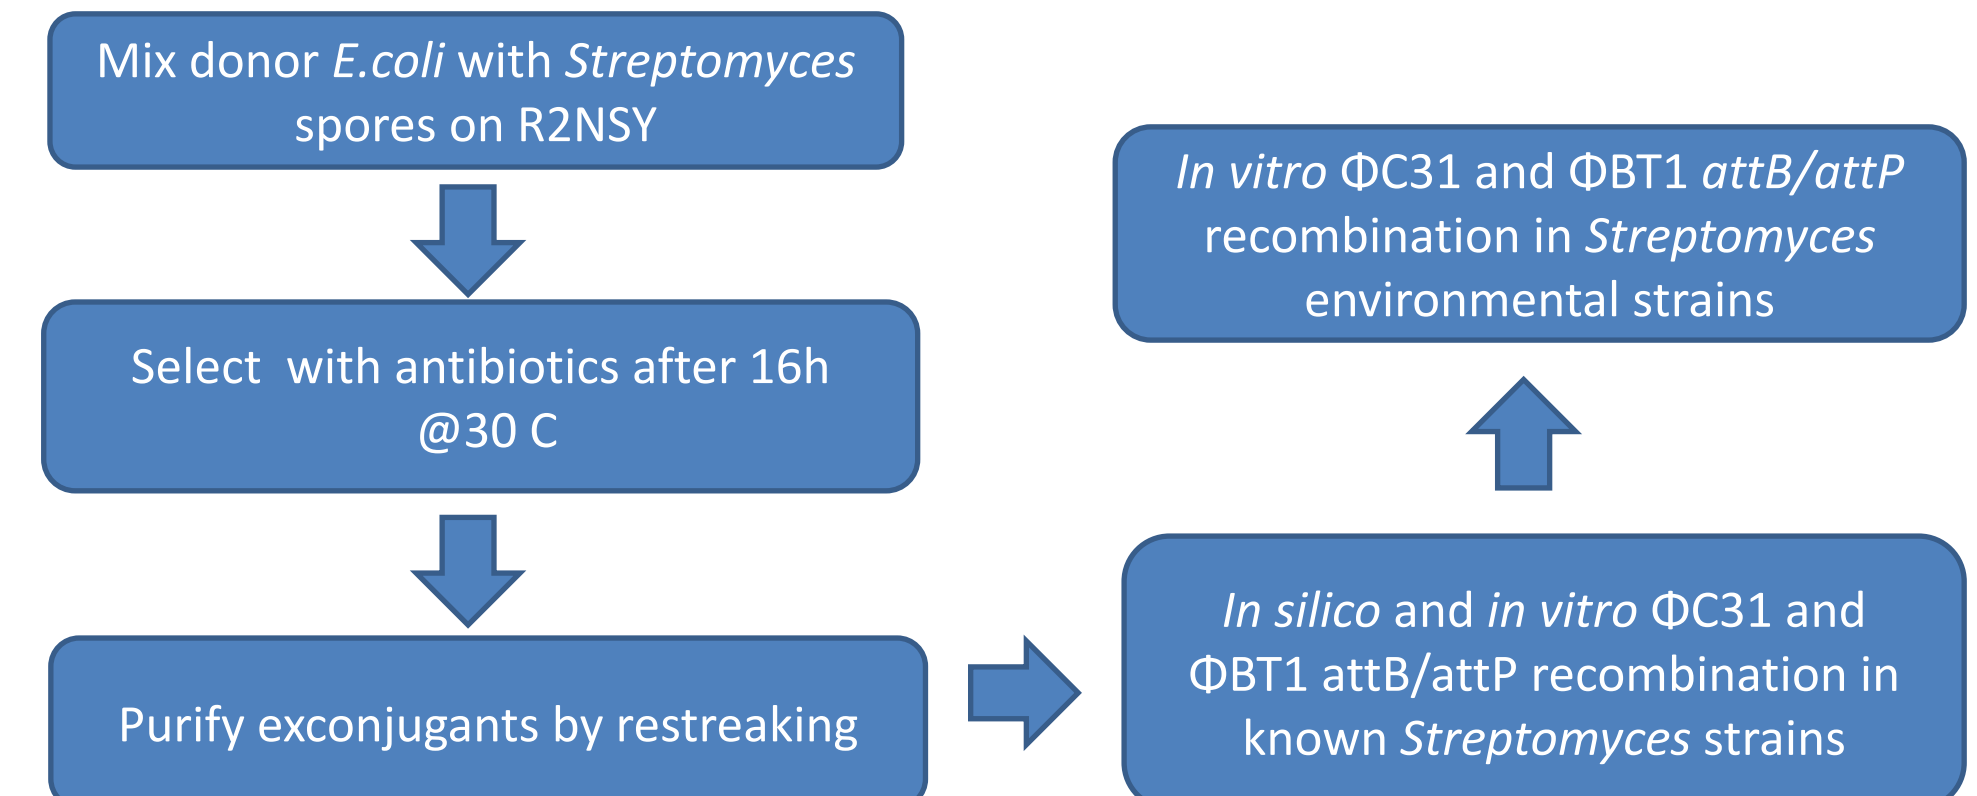 Mix donor E.coli with Streptomyces
spores on R2NSY
Select  with antibiotics after 16h
@30 C
Purify exconjugants by restreaking
In silico and in vitro ΦC31 and
ΦBT1 attB/attP recombination in
known Streptomyces strains
In vitro ΦC31 and ΦBT1 attB/attP
recombination in Streptomyces
environmental strains